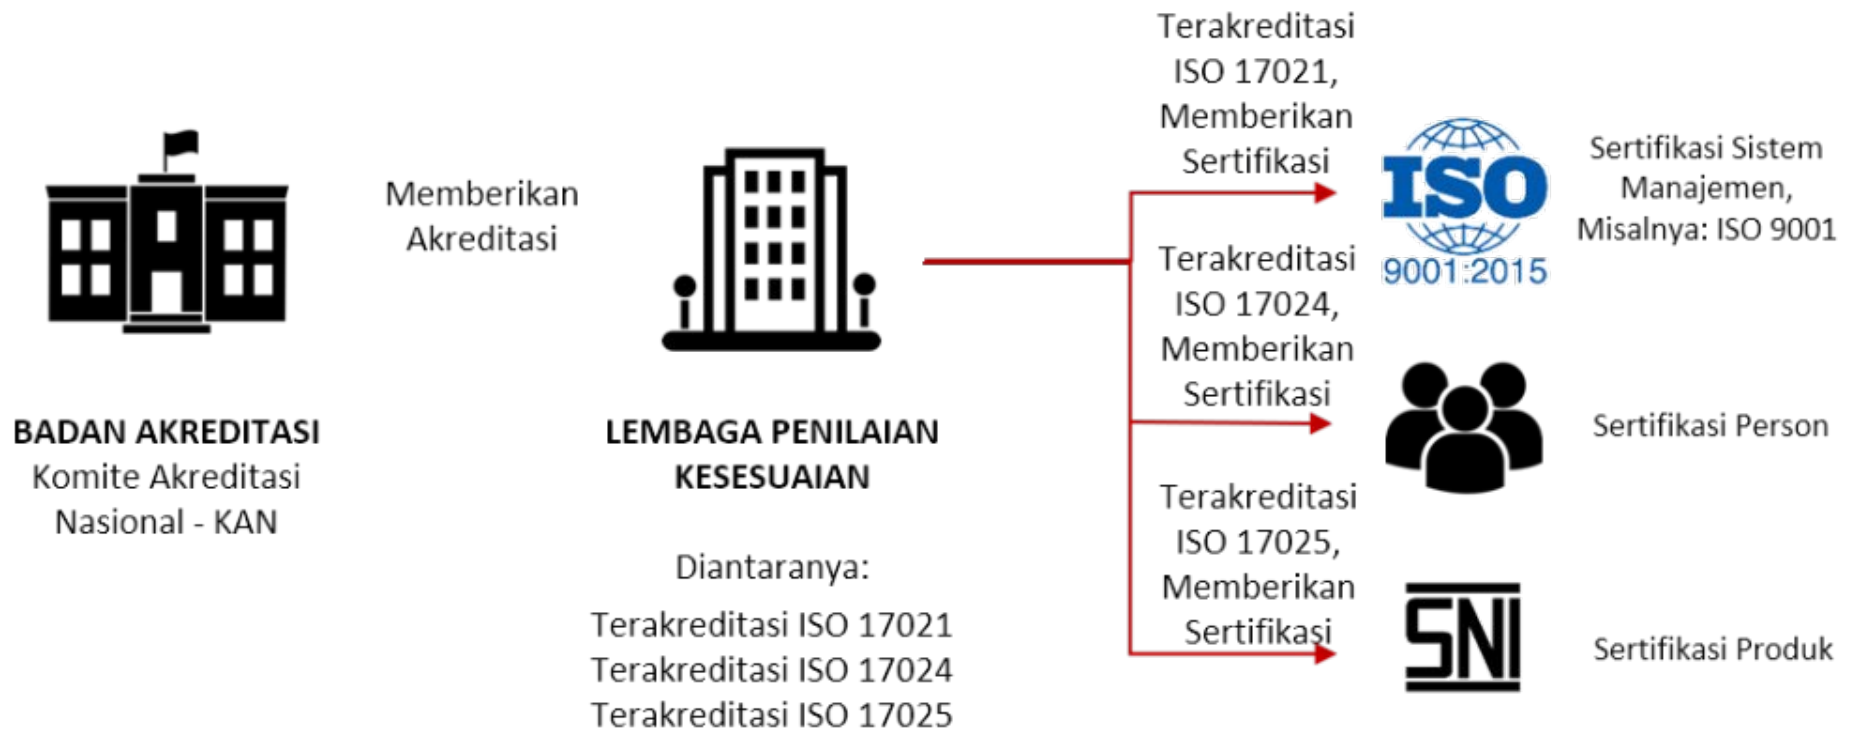 BADAN AKREDITASI
Komite Akreditasi
Nasional - KAN
Memberikan
Akreditasi
LEMBAGA PENILAIAN
KESESUAIAN
Diantaranya:
Terakreditasi ISO 17021
Terakreditasi ISO 17024
Terakreditasi ISO 17025
Terakreditasi
ISO 17021,
Memberikan
Sertifikasi
ISO
9001:2015
Sertifikasi Sistem
Manajemen,
Misalnya: ISO 9001
Terakreditasi
ISO 17024,
Memberikan
Sertifikasi
Sertifikasi Person
Terakreditasi
ISO 17025,
Memberikan
Sertifikasi
SNI
Sertifikasi Produk